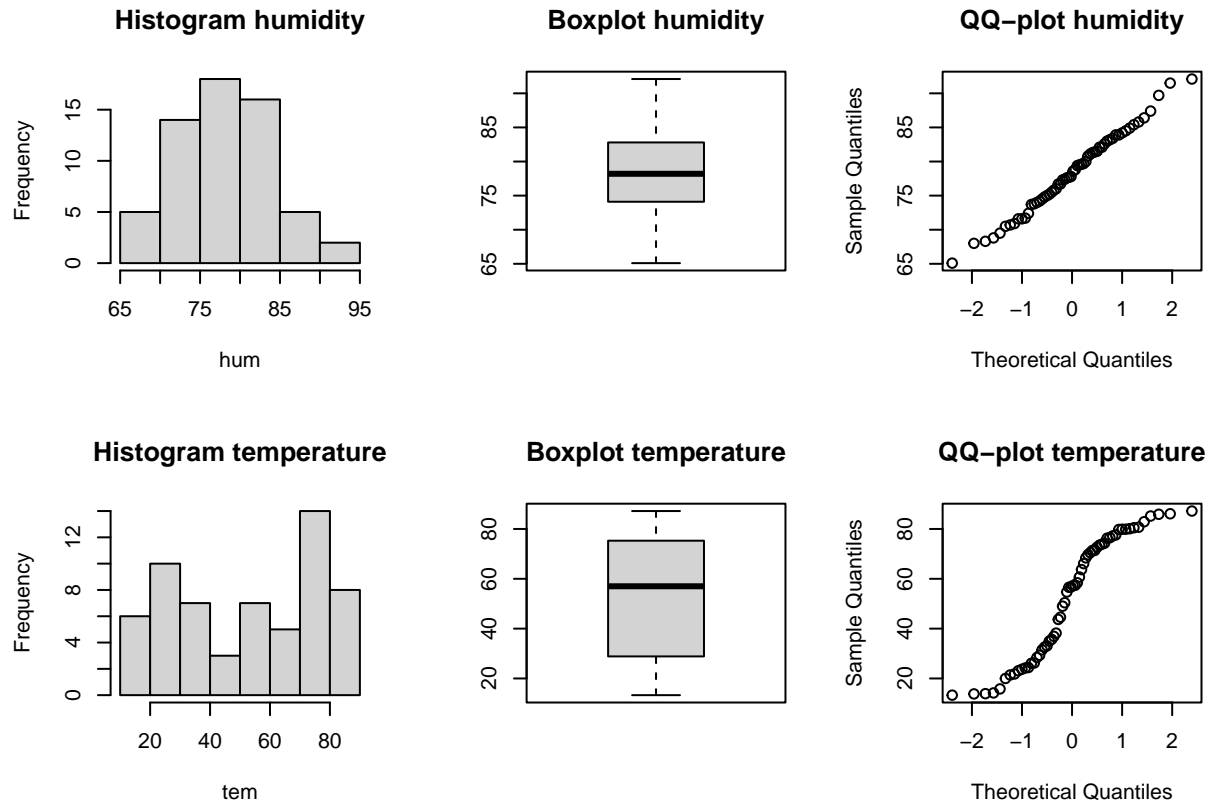 Histogram humidity
Frequency
0 5 10 15
65 75 85 95
hum
Boxplot humidity
65 75 85
QQ−plot humidity
Sample Quantiles
65 75 85
−2 −1 0 1 2
Theoretical Quantiles
Histogram temperature
Frequency
0 4 8 12
20 40 60 80
tem
Boxplot temperature
20 40 60 80
QQ−plot temperature
Sample Quantiles
20 40 60 80
−2 −1 0 1 2
Theoretical Quantiles